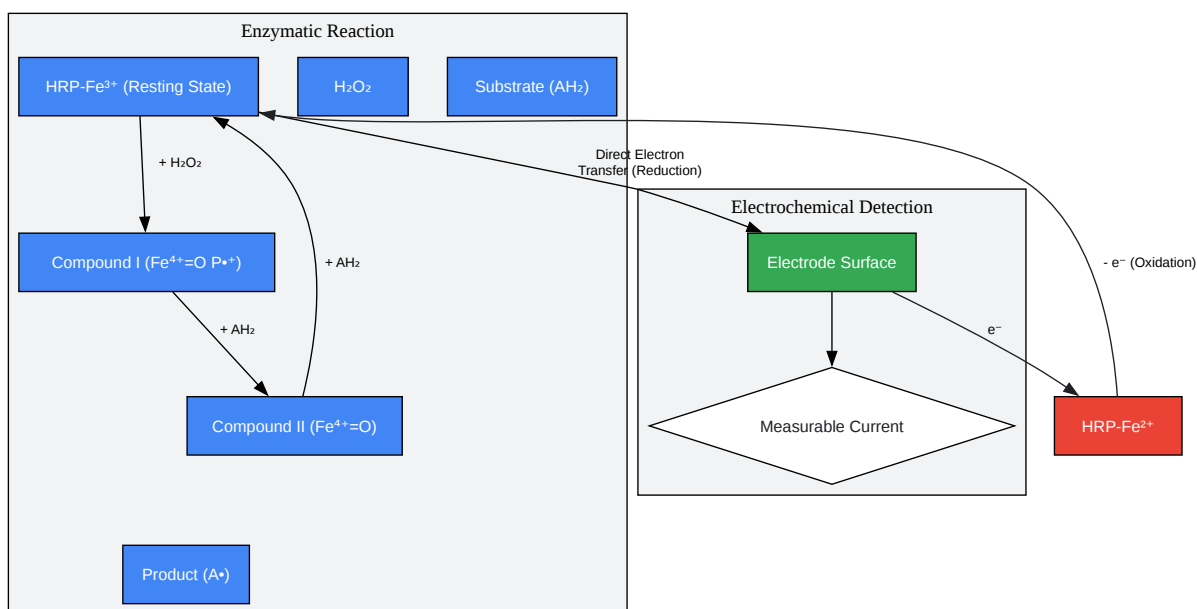 Enzymatic Reaction
HRP-Fe³⁺ (Resting State)
H₂O₂
Substrate (AH₂)
+ H₂O₂
Direct Electron
Transfer (Reduction)
Electrochemical Detection
Compound I (Fe⁴⁺=O P•⁺)
+ AH₂
Electrode Surface
- e⁻ (Oxidation)
+ AH₂
e⁻
Compound II (Fe⁴⁺=O)
Measurable Current
HRP-Fe²⁺
Product (A•)